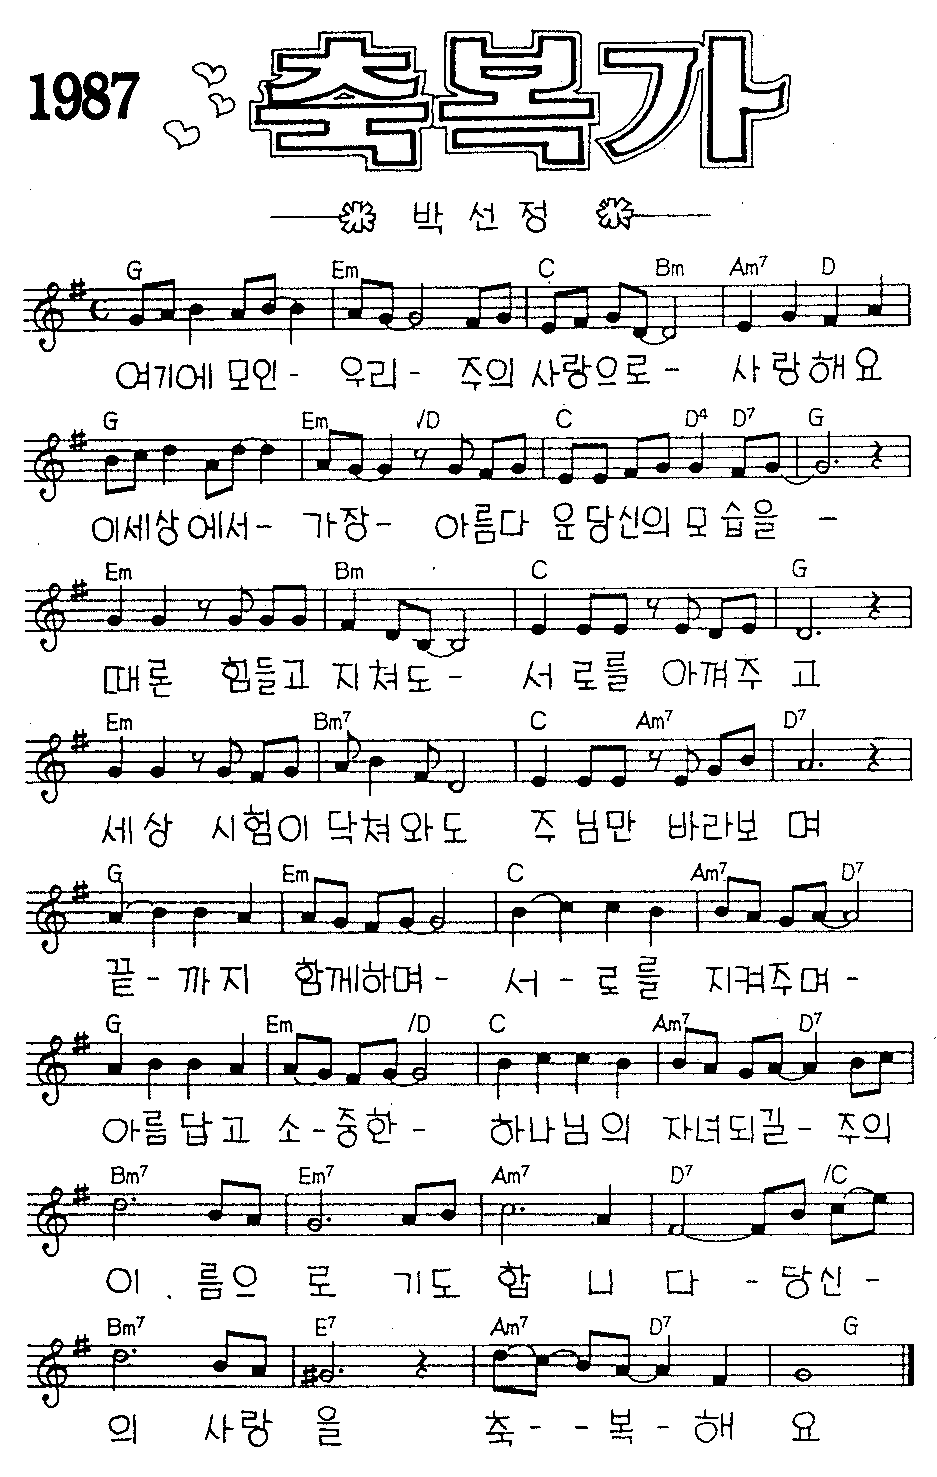 1987 축복가
박선정
G Em C Bm Am7 D
여기에 모인 - 우리 - 주의 사랑으로 - 사랑해요
G Em /D C D4 D7 G
이세상에서 - 가장 - 아름다 운당신의 모습을 -
Em Bm C G
때론 힘들고 지쳐도 - 서로를 아껴주 고
Em Bm7 C Am7 D7
세상 시험이 닥쳐와도 주님만 바라보 며
G Em C Am7 D7
끝 - 까지 함께하며 - 서 - 로를 지켜주며 -
G Em /D C Am7 D7
아름답고 소 - 중한 - 하나님의 자녀되길 - 주의
Bm7 Em7 Am7 D7 /C
이 . 름으 로 기도 합 니 다 - 당신 -
Bm7 E7 Am7 D7 G
의 사랑 을 축 - - 복 - 해 요